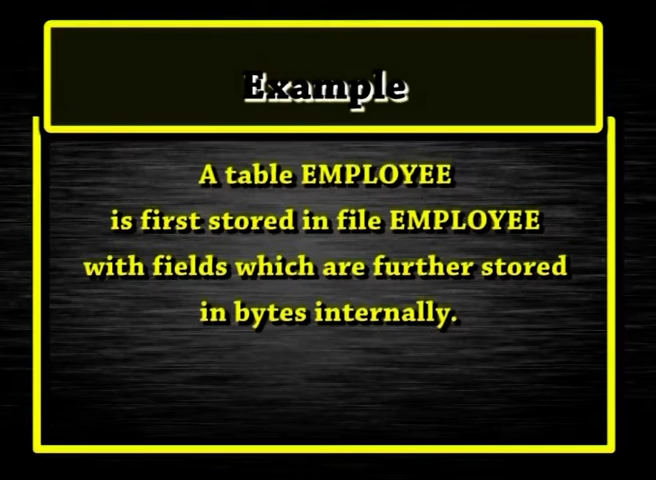 Example
A table EMPLOYEE
is first stored in file EMPLOYEE
with fields which are further stored
in bytes internally.